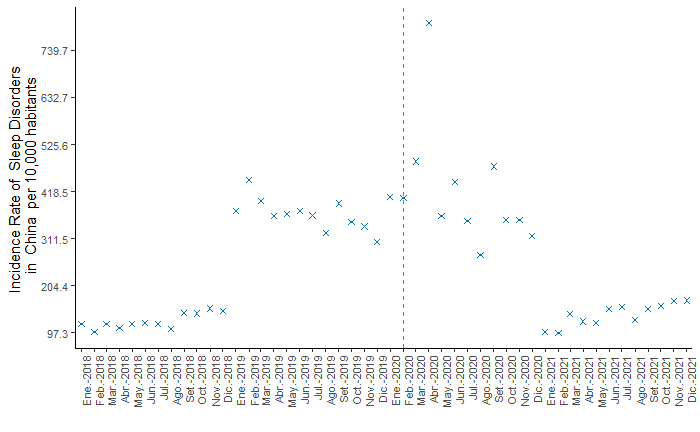 Incidence Rate of  Sleep Disorders
in  China  per 10,000 habitants
739.7
632.7
525.6
418.5
311.5
204.4
97.3
Ene.-2018
Feb.-2018
Mar.-2018
Abr.-2018
May.-2018
Jun.-2018
Jul.-2018
Ago.-2018
Set.-2018
Oct.-2018
Nov.-2018
Dic.-2018
Ene.-2019
Feb.-2019
Mar.-2019
Abr.-2019
May.-2019
Jun.-2019
Jul.-2019
Ago.-2019
Set.-2019
Oct.-2019
Nov.-2019
Dic.-2019
Ene.-2020
Feb.-2020
Mar.-2020
Abr.-2020
May.-2020
Jun.-2020
Jul.-2020
Ago.-2020
Set.-2020
Oct.-2020
Nov.-2020
Dic.-2020
Ene.-2021
Feb.-2021
Mar.-2021
Abr.-2021
May.-2021
Jun.-2021
Jul.-2021
Ago.-2021
Set.-2021
Oct.-2021
Nov.-2021
Dic.-2021